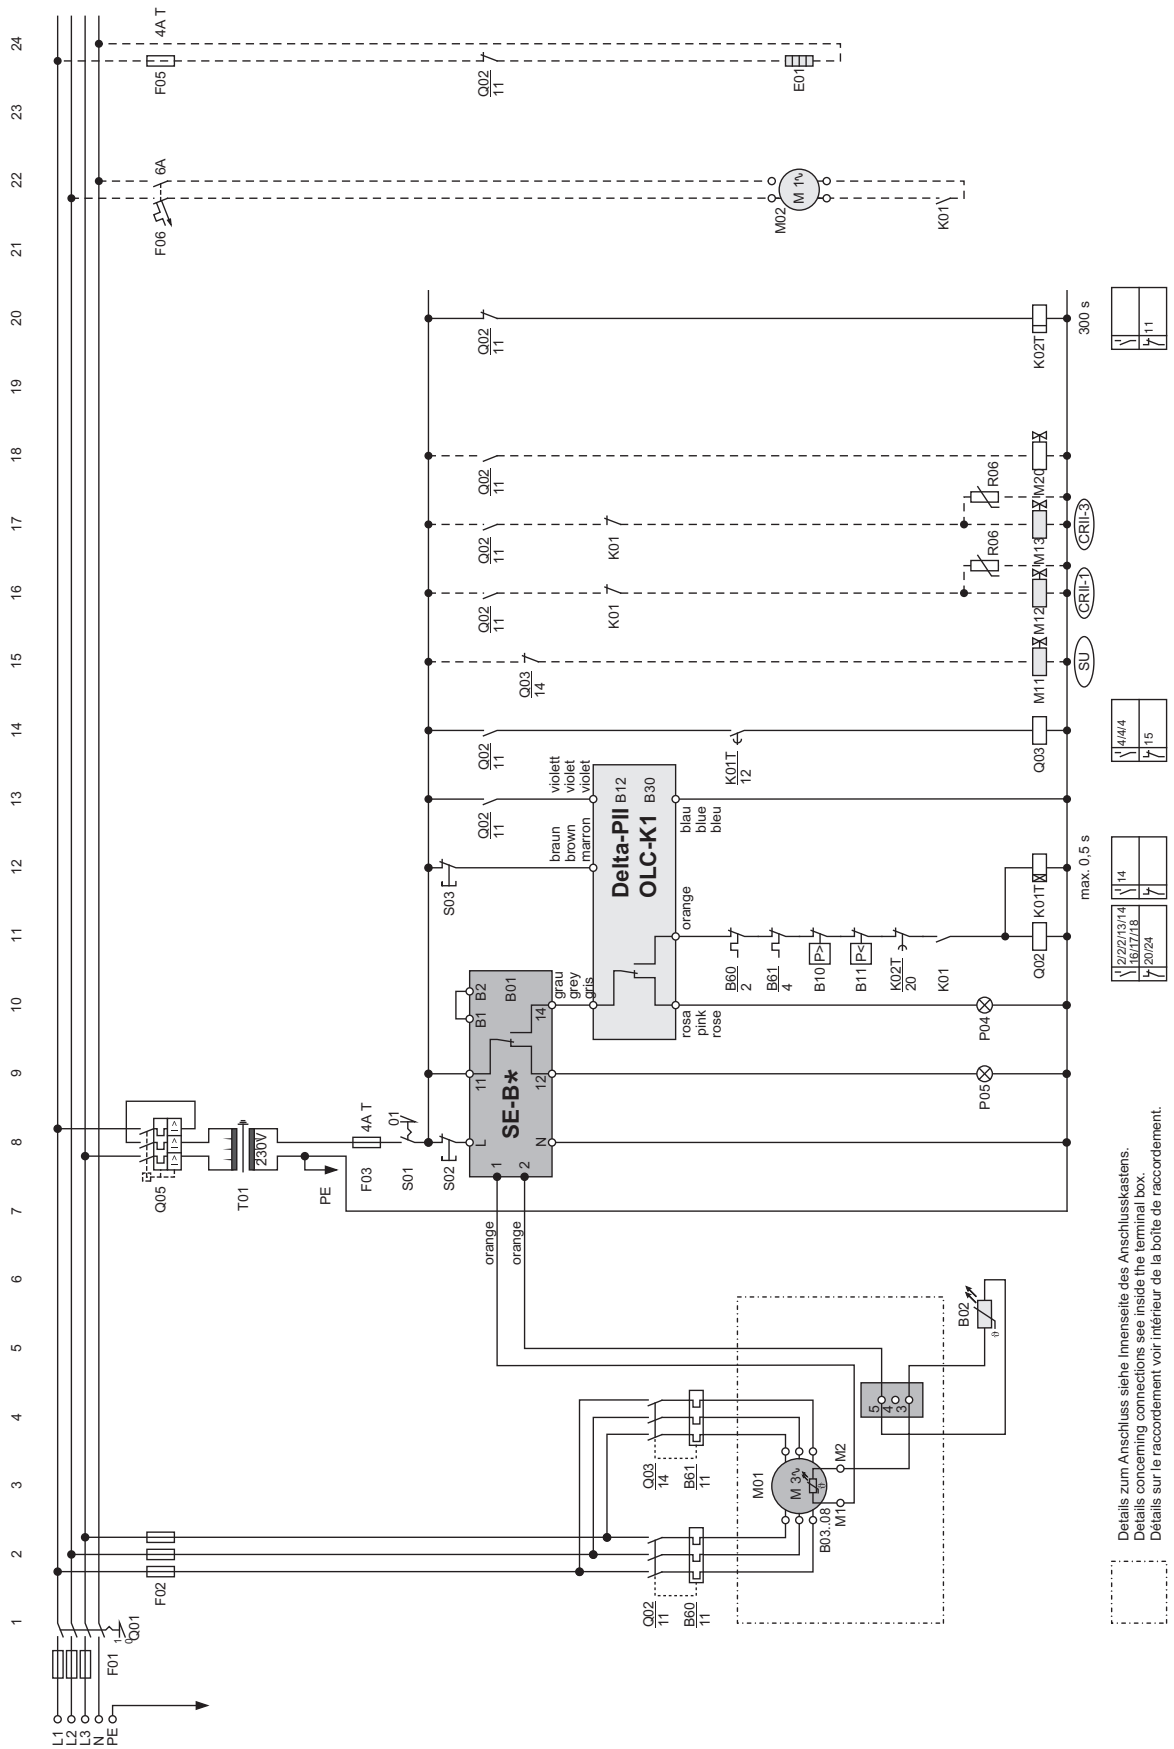 1
2
3
4
5
6
7
8
9
10
11
12
13
14
15
16
17
18
19
20
21
22
23
24
L1
L2
L3
N
PE
F01
1
0
Q01
F02
Q05
I>
I>
I>
T01
230V
PE
F03
4A T
S01
01
F06
6A
F05
4A T
Q02
11
B60
11
Q03
14
B61
11
M01
M 3~
B03..08
M1
M2
5
4
3
B02
ϑ
orange
orange
S02
1
2
L
N
SE-B*
11
12
14
B1
B2
B01
grau
grey
gris
S03
braun
brown
marron
violett
violet
violet
Delta-PII
OLC-K1
B12
B30
rosa
pink
rose
orange
blau
blue
bleu
P05
P04
B60
2
B61
4
B10
P>
B11
P<
K02T
20
K01
Q02
K01T
max. 0,5 s
Q02
11
Q02
11
K01T
12
Q03
Q03
14
M11
SU
Q02
11
K01
R06
M12
CRII-1
Q02
11
K01
R06
M13
CRII-3
Q02
11
M20
Q02
11
K02T
300 s
M02
M 1~
K01
Q02
11
E01
2/2/2/13/14
16/17/18
20/24
14
4/4/4
15
11
Details zum Anschluss siehe Innenseite des Anschlusskastens.
Details concerning connections see inside the terminal box.
Détails sur le raccordement voir intérieur de la boîte de raccordement.